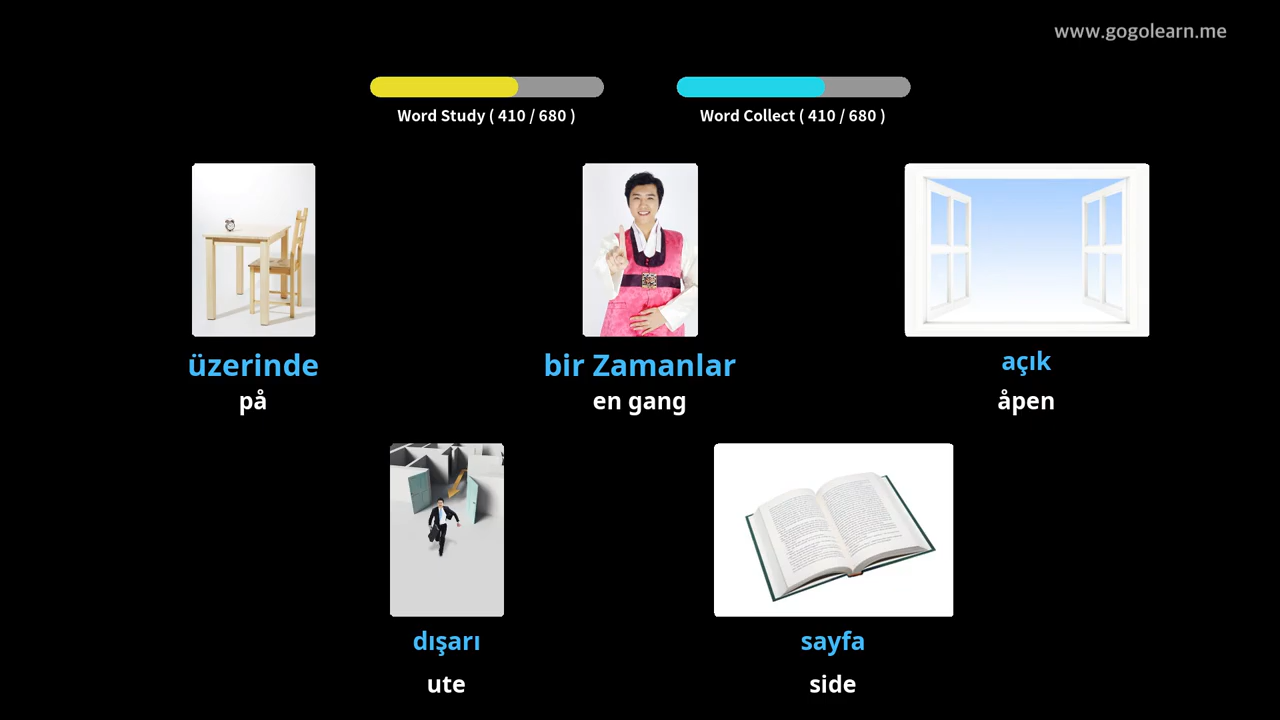 www.gogolearn.me
Word Study ( 410 / 680 )
Word Collect ( 410 / 680 )
üzerinde
på
bir Zamanlar
en gang
açık
åpen
dışarı
ute
sayfa
side